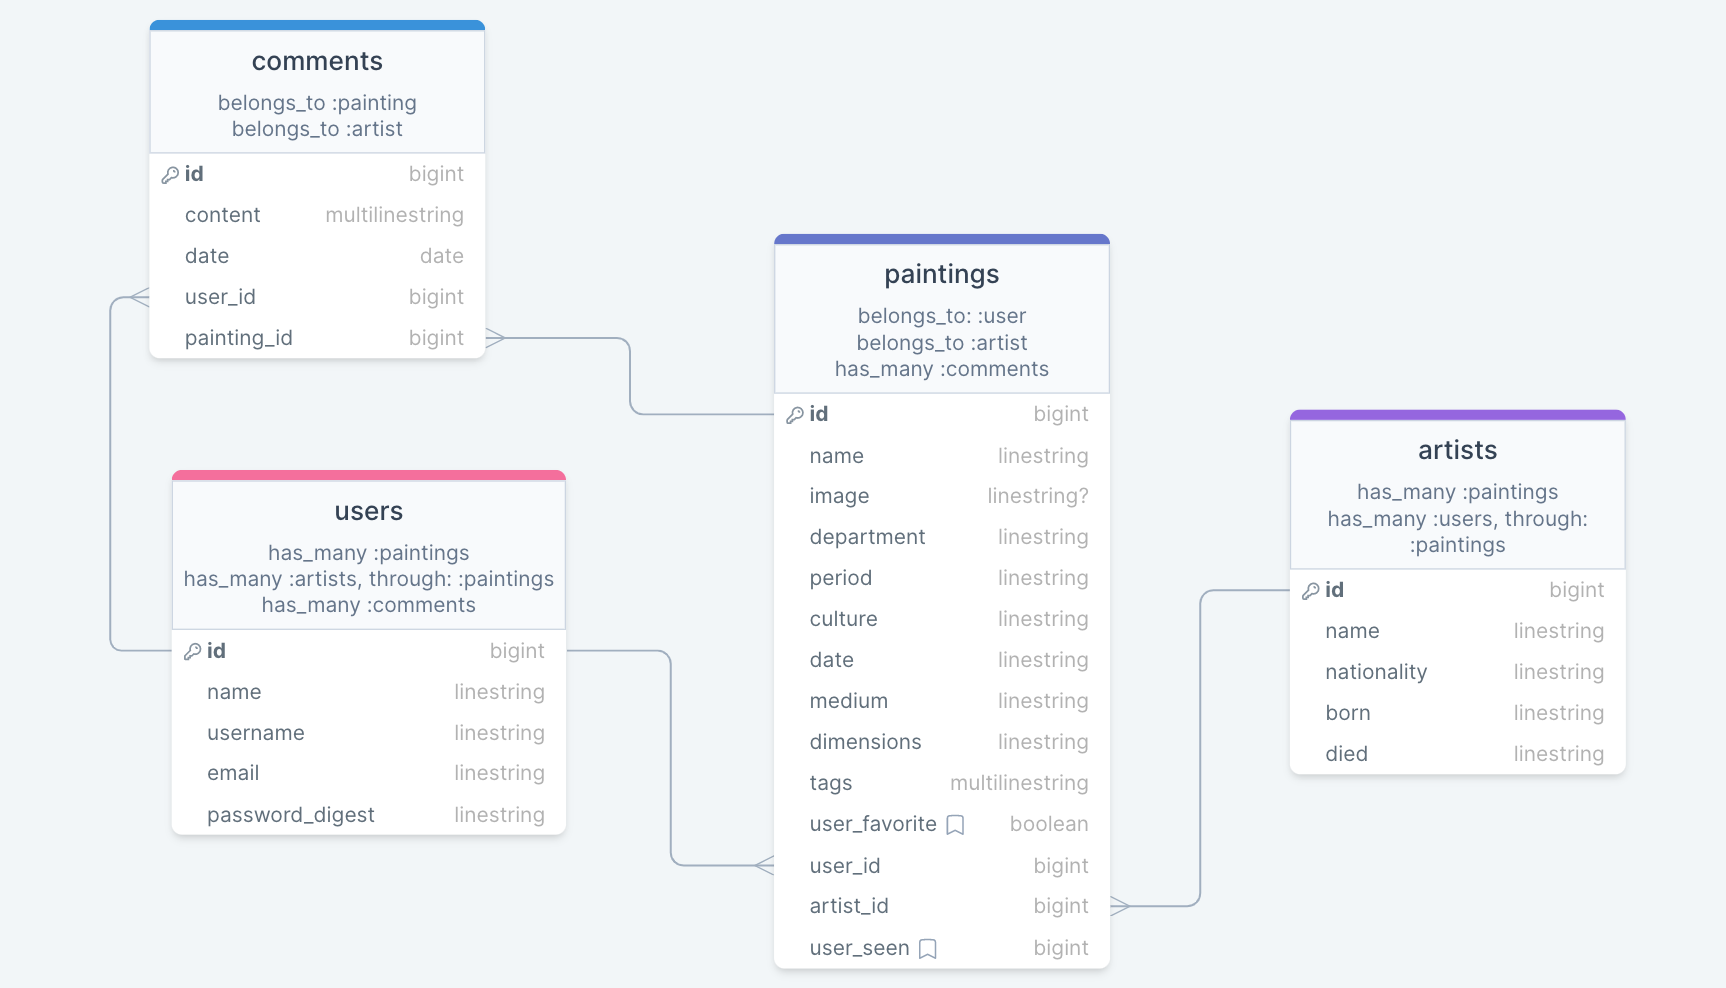 comments
belongs_to :painting
belongs_to :artist
id bigint
content multilinestring
date date
user_id bigint
painting_id bigint
users
has_many :paintings
has_many :artists, through: :paintings
has_many :comments
id bigint
name linestring
username linestring
email linestring
password_digest linestring
paintings
belongs_to: :user
belongs_to :artist
has_many :comments
id bigint
name linestring
image linestring?
department linestring
period linestring
culture linestring
date linestring
medium linestring
dimensions linestring
tags multilinestring
user_favorite boolean
user_id bigint
artist_id bigint
user_seen bigint
artists
has_many :paintings
has_many :users, through:
:paintings
id bigint
name linestring
nationality linestring
born linestring
died linestring